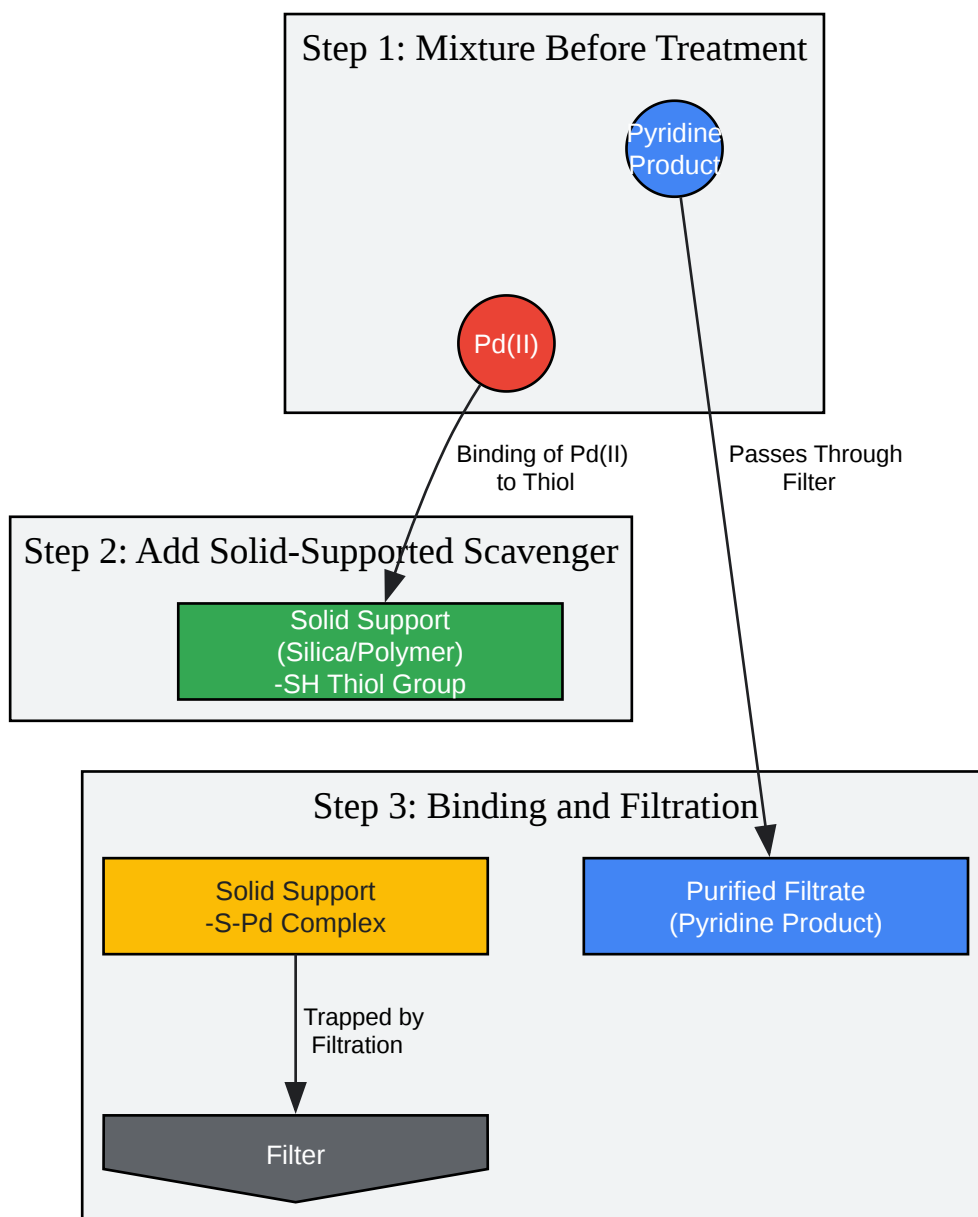 Step 1: Mixture Before Treatment
Pyridine
Product
Pd(II)
Binding of Pd(II)
to Thiol
Passes Through
Filter
Step 2: Add Solid-Supported Scavenger
Solid Support
(Silica/Polymer)
-SH Thiol Group
Step 3: Binding and Filtration
Solid Support
-S-Pd Complex
Purified Filtrate
(Pyridine Product)
Trapped by
Filtration
Filter